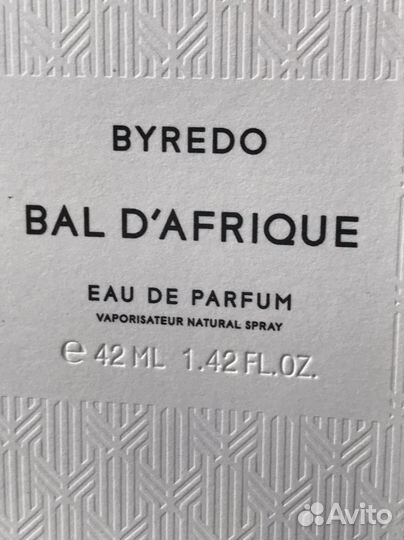 BYREDO
BAL D'AFRIQUE
EAU DE PARFUM
VAPORISATEUR NATURAL SPRAY
℮ 42 ML 1.42 FL.OZ.
Avito